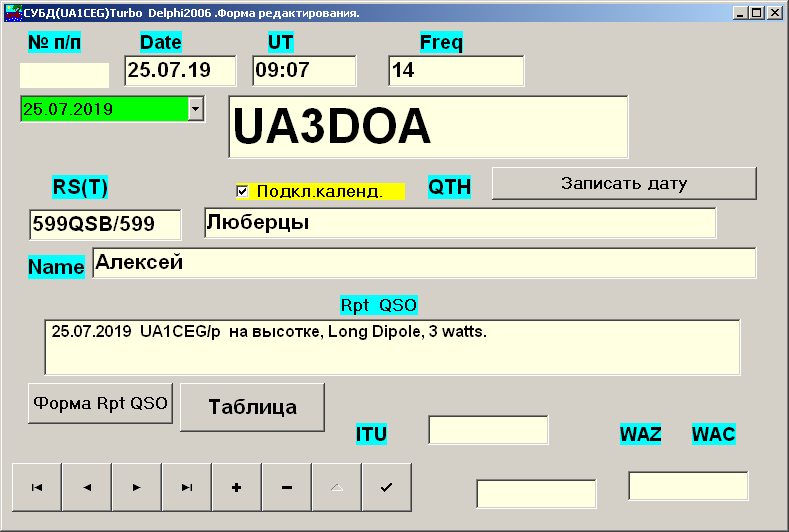 СУБД(UA1CEG)Turbo Delphi2006 .Форма редактирования.
№ п/п Date UT Freq
25.07.19 09:07 14
25.07.2019
UA3DOA
RS(T) Подкл.календ. QTH Записать дату
599QSB/599 Люберцы
Name Алексей
Rpt QSO
25.07.2019 UA1CEG/p на высотке, Long Dipole, 3 watts.
Форма Rpt QSO Таблица
ITU WAZ WAC